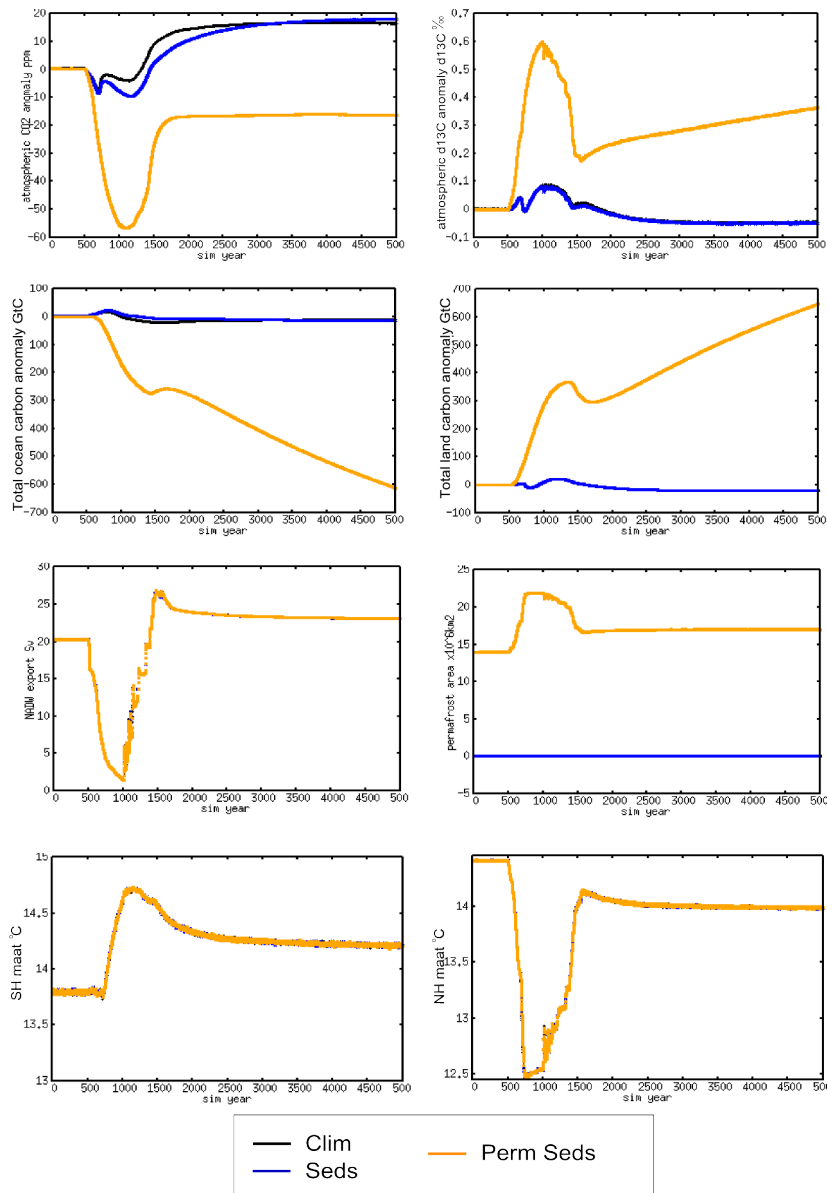 atmospheric CO2 anomaly ppm
20
10
0
-10
-20
-30
-40
-50
-60
0 500 1000 1500 2000 2500 3000 3500 4000 4500 500
sim year
atmospheric d13C anomaly d13C ‰
0.7
0.6
0.5
0.4
0.3
0.2
0.1
0
-0.1
0 500 1000 1500 2000 2500 3000 3500 4000 4500 500
sim year
Total ocean carbon anomaly GtC
100
0
100
200
300
400
500
-600
-700
0 500 1000 1500 2000 2500 3000 3500 4000 4500 500
sim year
Total land carbon anomaly GtC
700
600
500
400
300
200
100
0
-100
0 500 1000 1500 2000 2500 3000 3500 4000 4500 500
sim year
NADW export Sv
30
25
20
15
10
5
0
0 500 1000 1500 2000 2500 3000 3500 4000 4500 500
sim year
permafrost area x10^6km2
25
20
15
10
5
0
-5
0 500 1000 1500 2000 2500 3000 3500 4000 4500 500
sim year
SH maat °C
15
14.5
14
13.5
13
0 500 1000 1500 2000 2500 3000 3500 4000 4500 500
sim year
NH maat °C
14
13.5
13
12.5
0 500 1000 1500 2000 2500 3000 3500 4000 4500 500
sim year
Clim
Seds
Perm Seds